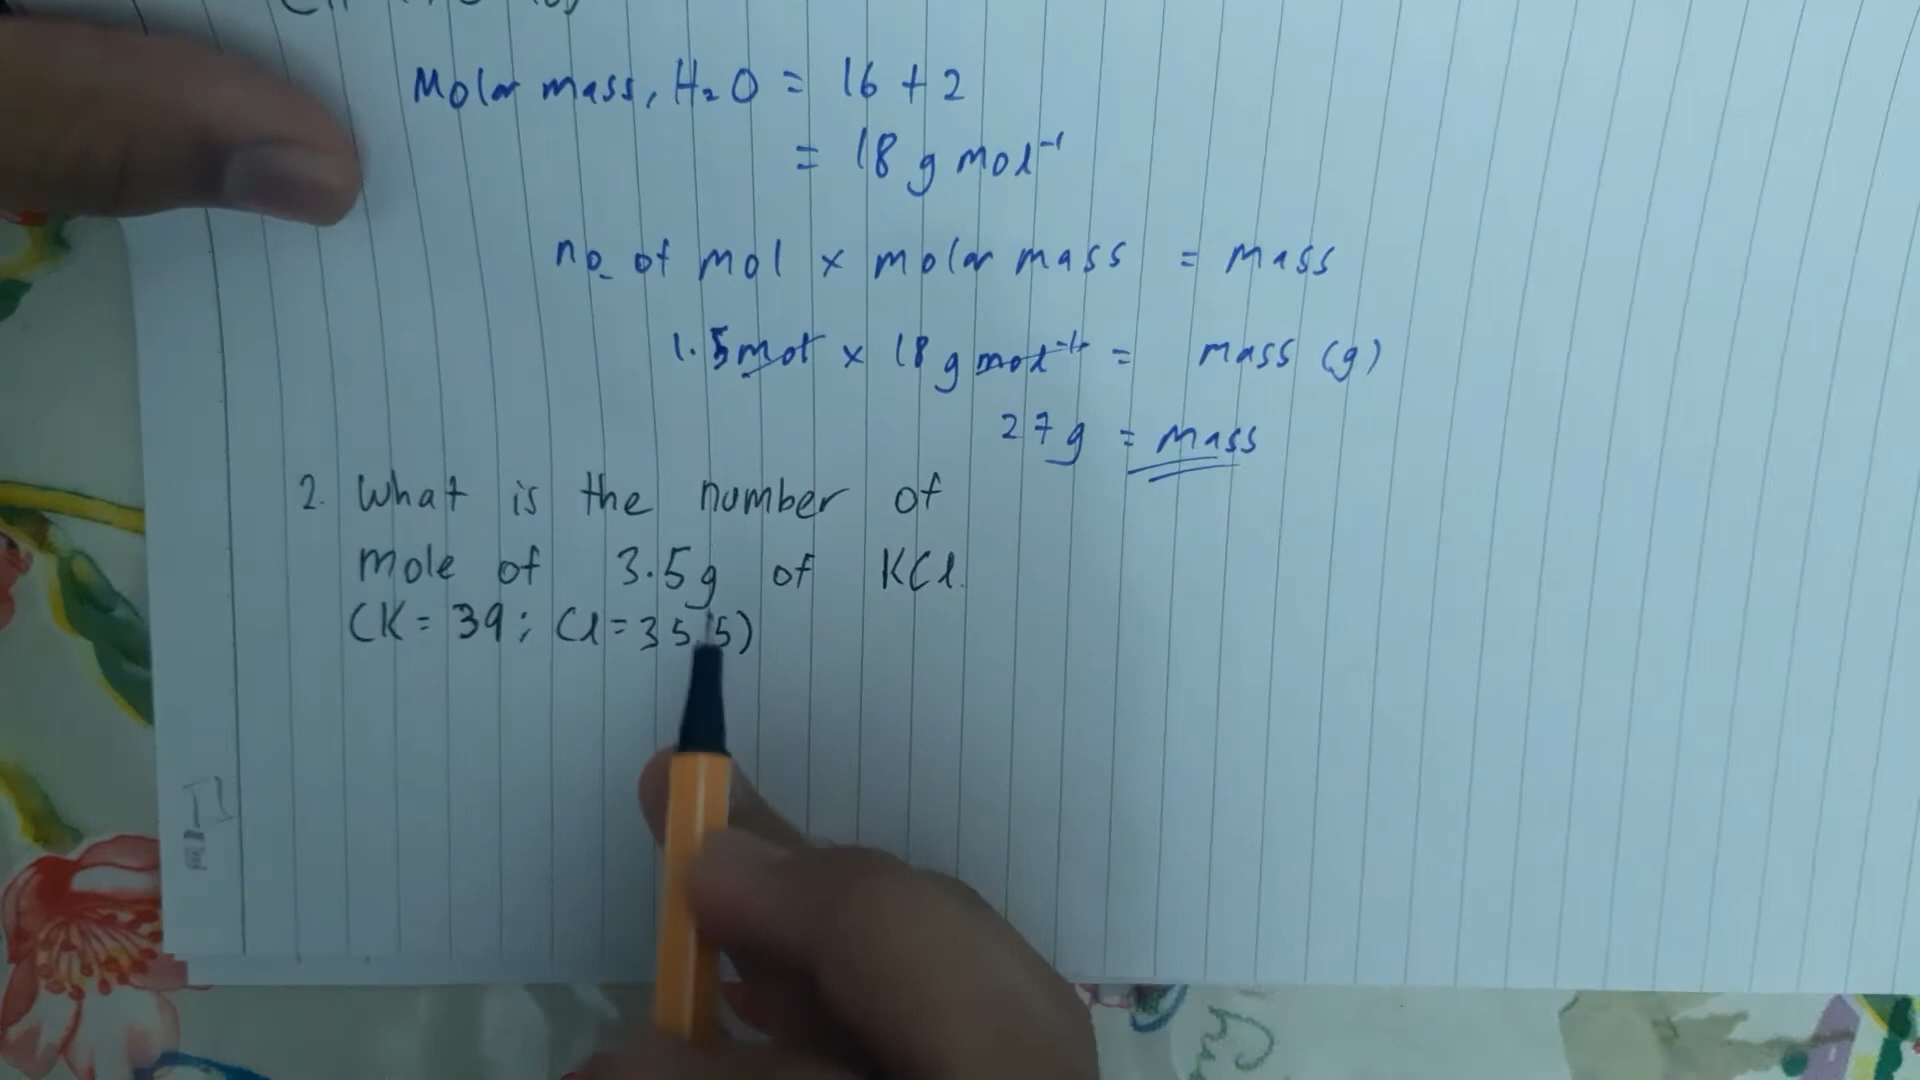 Molar mass, H₂O = 16 + 2
= 18 g mol⁻¹
no. of mol × molar mass = mass
1.5 mol × 18 g mol⁻¹ = mass (g)
27g = mass
2. What is the number of
mole of 3.5g of KCl.
(K = 39; Cl = 35.5)